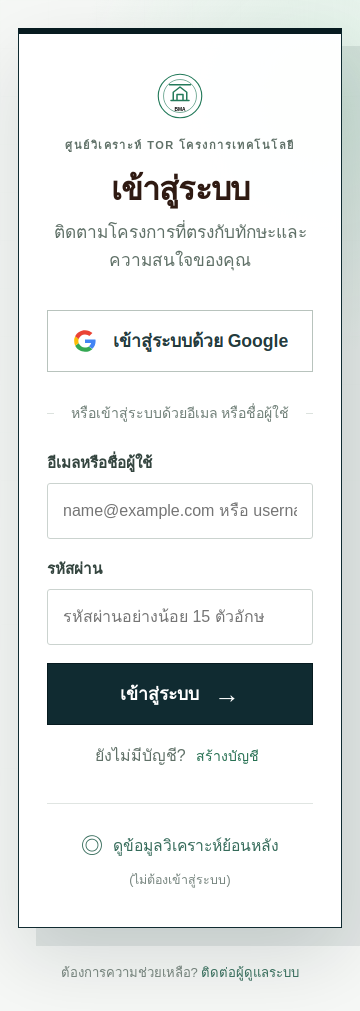 BMA
ศูนย์วิเคราะห์ TOR โครงการเทคโนโลยี
เข้าสู่ระบบ
ติดตามโครงการที่ตรงกับทักษะและ
ความสนใจของคุณ
เข้าสู่ระบบด้วย Google
หรือเข้าสู่ระบบด้วยอีเมล หรือชื่อผู้ใช้
อีเมลหรือชื่อผู้ใช้
name@example.com หรือ userna
รหัสผ่าน
รหัสผ่านอย่างน้อย 15 ตัวอักษ
เข้าสู่ระบบ →
ยังไม่มีบัญชี? สร้างบัญชี
ดูข้อมูลวิเคราะห์ย้อนหลัง
(ไม่ต้องเข้าสู่ระบบ)
ต้องการความช่วยเหลือ? ติดต่อผู้ดูแลระบบ